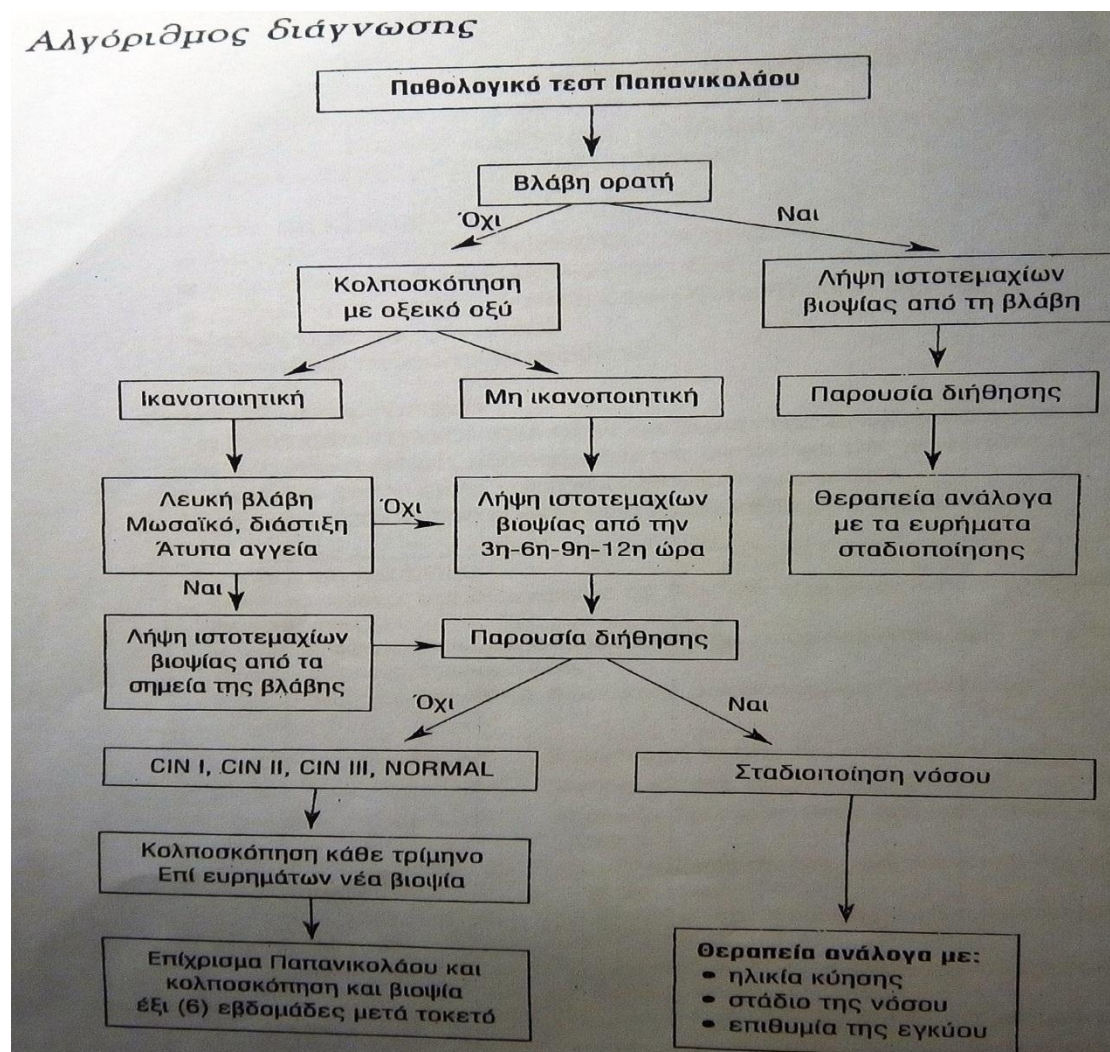 Αλγόριθμος διάγνωσης
Παθολογικό τεστ Παπανικολάου
Βλάβη ορατή
Όχι
Ναι
Κολποσκόπηση
με οξεικό οξύ
Λήψη ιστοτεμαχίων
βιοψίας από τη βλάβη
Ικανοποιητική
Μη ικανοποιητική
Παρουσία διήθησης
Λευκή βλάβη
Μωσαϊκό, διάστιξη
Άτυπα αγγεία
Όχι
Λήψη ιστοτεμαχίων
βιοψίας από την
3η-6η-9η-12η ώρα
Θεραπεία ανάλογα
με τα ευρήματα
σταδιοποίησης
Ναι
Λήψη ιστοτεμαχίων
βιοψίας από τα
σημεία της βλάβης
Παρουσία διήθησης
Όχι
Ναι
CIN I, CIN II, CIN III, NORMAL
Σταδιοποίηση νόσου
Κολποσκόπηση κάθε τρίμηνο
Επί ευρημάτων νέα βιοψία
Επίχρισμα Παπανικολάου και
κολποσκόπηση και βιοψία
έξι (6) εβδομάδες μετά τοκετό
Θεραπεία ανάλογα με:
• ηλικία κύησης
• στάδιο της νόσου
• επιθυμία της εγκύου